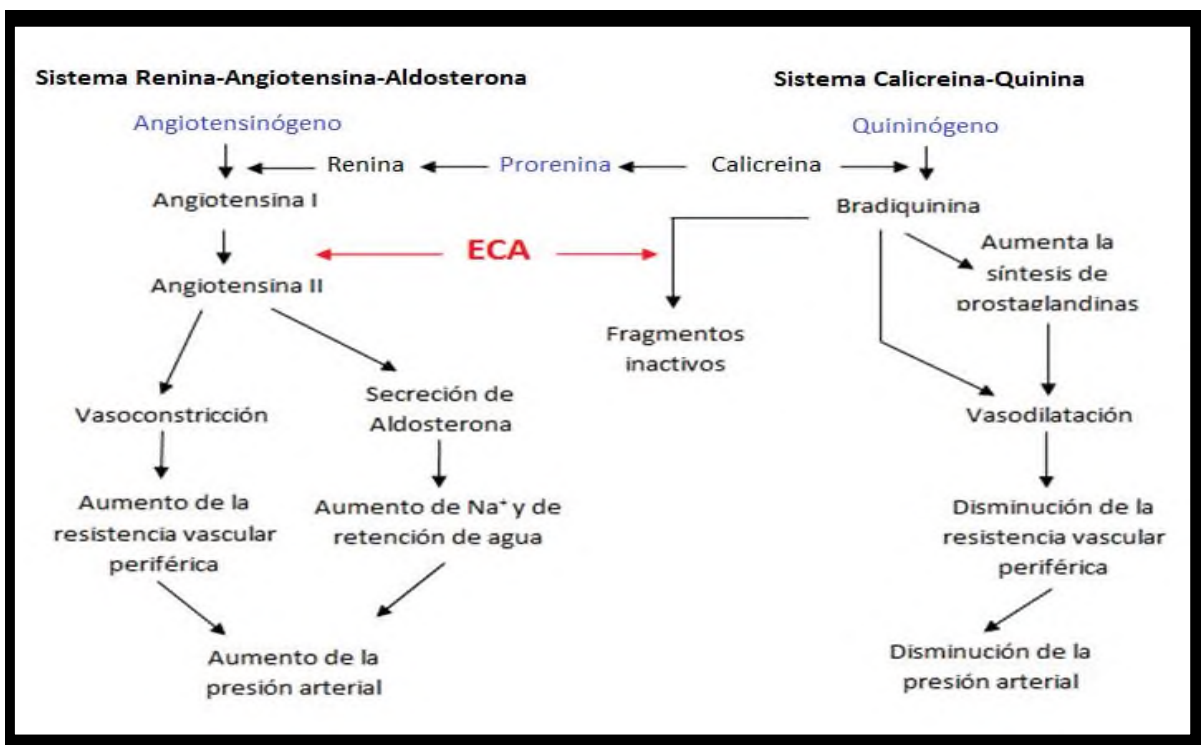 Sistema Renina-Angiotensina-Aldosterona
Angiotensinógeno
Renina
Prorenina
Calicreina
Angiotensina I
ECA
Angiotensina II
Vasoconstricción
Secreción de
Aldosterona
Aumento de la
resistencia vascular
periférica
Aumento de Na⁺ y de
retención de agua
Aumento de la
presión arterial
Sistema Calicreina-Quinina
Quininógeno
Bradiquinina
Fragmentos
inactivos
Aumenta la
síntesis de
prostaglandinas
Vasodilatación
Disminución de la
resistencia vascular
periférica
Disminución de la
presión arterial